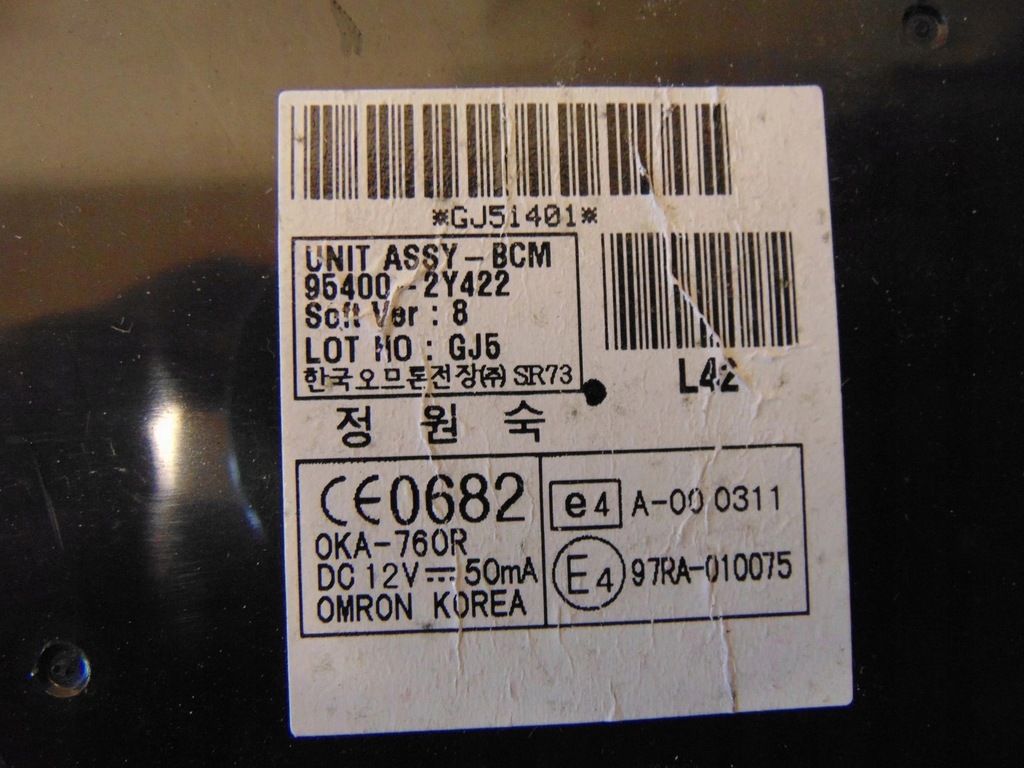 *GJ51401*
UNIT ASSY-BCM
95400-2Y422
Soft Ver : 8
LOT NO : GJ5
한국오므론전장(주) SR73
L42
정 원 숙
CE0682
OKA-760R
DC 12V ⎓ 50mA
OMRON KOREA
e4 A-00 0311
E4 97RA-010075